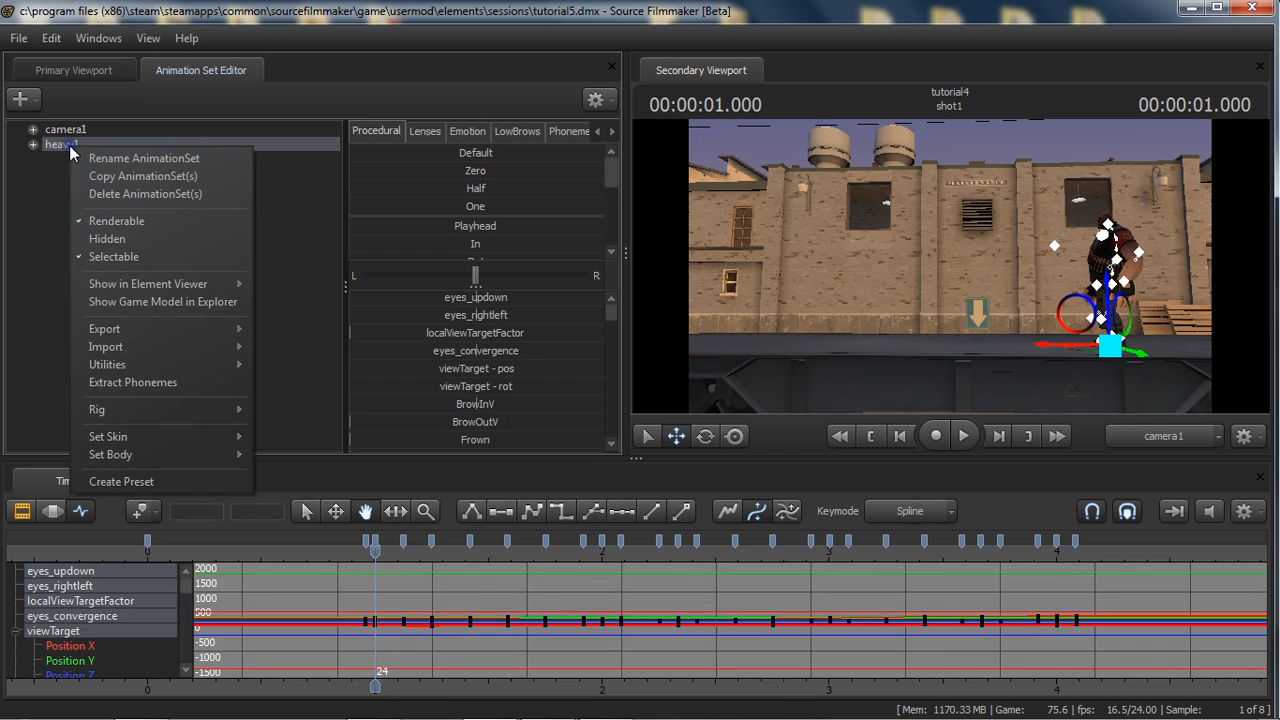 c:\program files (x86)\steam\steamapps\common\sourcefilmmaker\game\usermod\elements\sessions\tutorial5.dmx - Source Filmmaker [Beta]
File Edit Windows View Help
Primary Viewport Animation Set Editor
Secondary Viewport
tutorial4
00:00:01.000 shot1 00:00:01.000
camera1
heavy1
Rename AnimationSet
Copy AnimationSet(s)
Delete AnimationSet(s)
Renderable
Hidden
Selectable
Show in Element Viewer
Show Game Model in Explorer
Export
Import
Utilities
Extract Phonemes
Rig
Set Skin
Set Body
Create Preset
Procedural Lenses Emotion LowBrows Phoneme
Default
Zero
Half
One
Playhead
In
L R
eyes_updown
eyes_rightleft
localViewTargetFactor
eyes_convergence
viewTarget - pos
viewTarget - rot
BrowInV
BrowOutV
Frown
camera1
Tim
Keymode Spline
0 2 3 4
eyes_updown
eyes_rightleft
localViewTargetFactor
eyes_convergence
viewTarget
Position X
Position Y
Position Z
2000
1500
1000
500
0
-500
-1000
-1500
24
0 2 3 4
[ Mem: 1170.33 MB | Game: 75.6 | fps: 16.5/24.00 | Sample: 1 of 8 ]